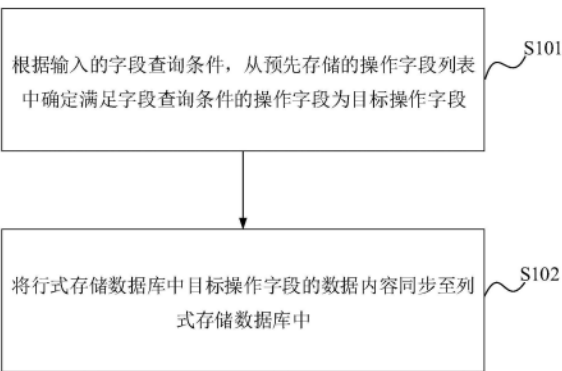 根据输入的字段查询条件，从预先存储的操作字段列表
中确定满足字段查询条件的操作字段为目标操作字段
S101
将行式存储数据库中目标操作字段的数据内容同步至列
式存储数据库中
S102